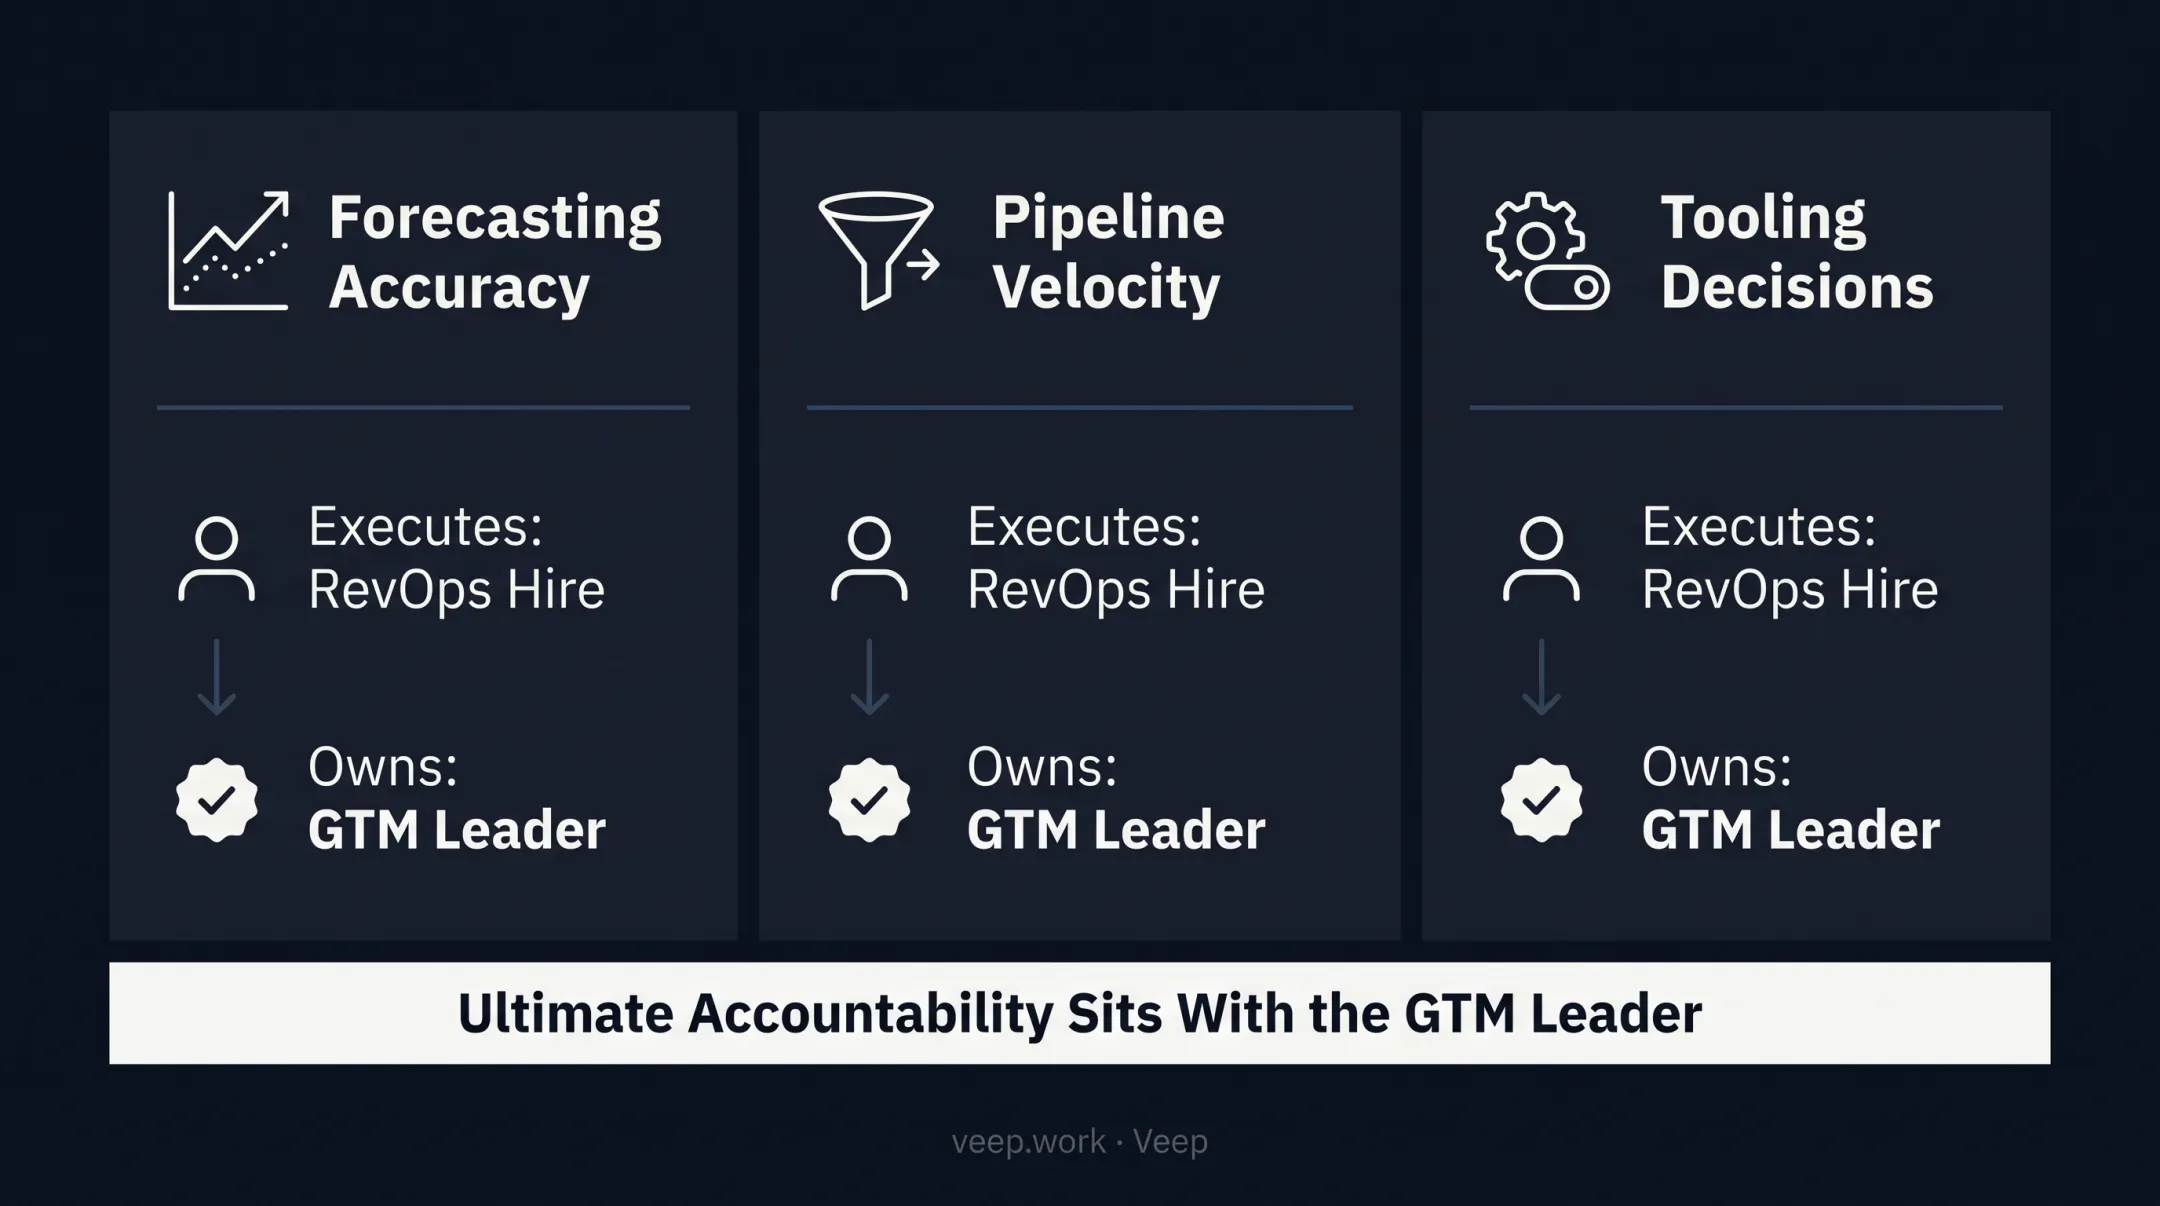 Forecasting
Accuracy
Executes:
RevOps Hire
Owns:
GTM Leader
Pipeline
Velocity
Executes:
RevOps Hire
Owns:
GTM Leader
Tooling
Decisions
Executes:
RevOps Hire
Owns:
GTM Leader
Ultimate Accountability Sits With the GTM Leader
veep.work · Veep